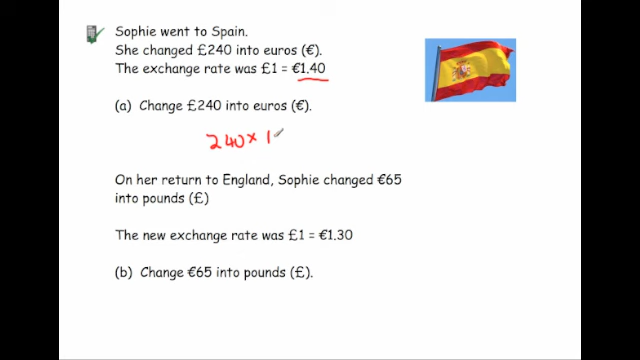 Sophie went to Spain.
She changed £240 into euros (€).
The exchange rate was £1 = €1.40
(a) Change £240 into euros (€).
240 × 1
On her return to England, Sophie changed €65
into pounds (£)
The new exchange rate was £1 = €1.30
(b) Change €65 into pounds (£).